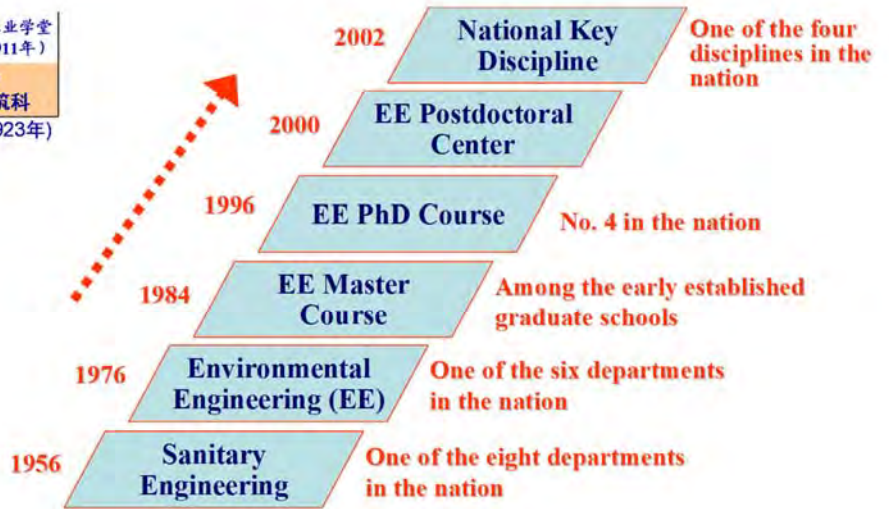 业学堂
911年）
筑科
923年)
2002
National Key
Discipline
One of the four
disciplines in the
nation
2000
EE Postdoctoral
Center
1996
EE PhD Course
No. 4 in the nation
1984
EE Master
Course
Among the early established
graduate schools
1976
Environmental
Engineering (EE)
One of the six departments
in the nation
1956
Sanitary
Engineering
One of the eight departments
in the nation